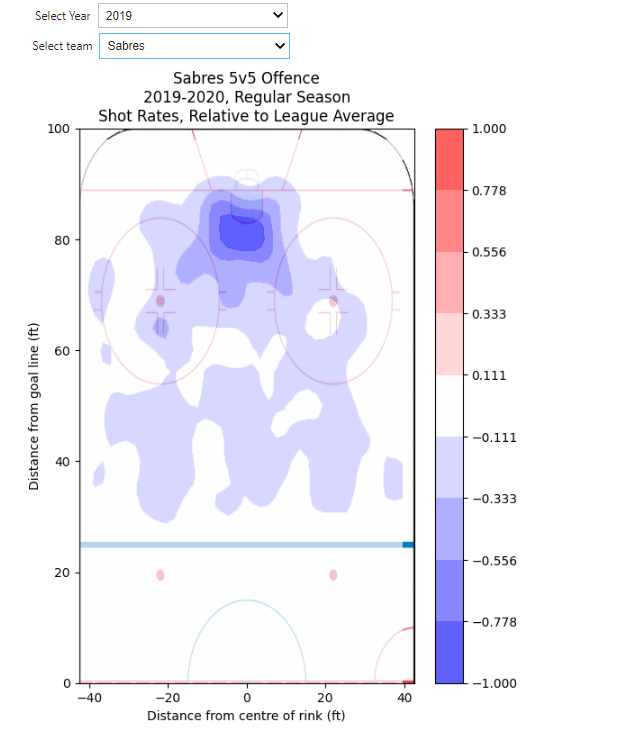 Select Year 2019
Select team Sabres
Sabres 5v5 Offence
2019-2020, Regular Season
Shot Rates, Relative to League Average
100
80
60
40
20
0
−40 −20 0 20 40
Distance from goal line (ft)
Distance from centre of rink (ft)
1.000
0.778
0.556
0.333
0.111
−0.111
−0.333
−0.556
−0.778
−1.000